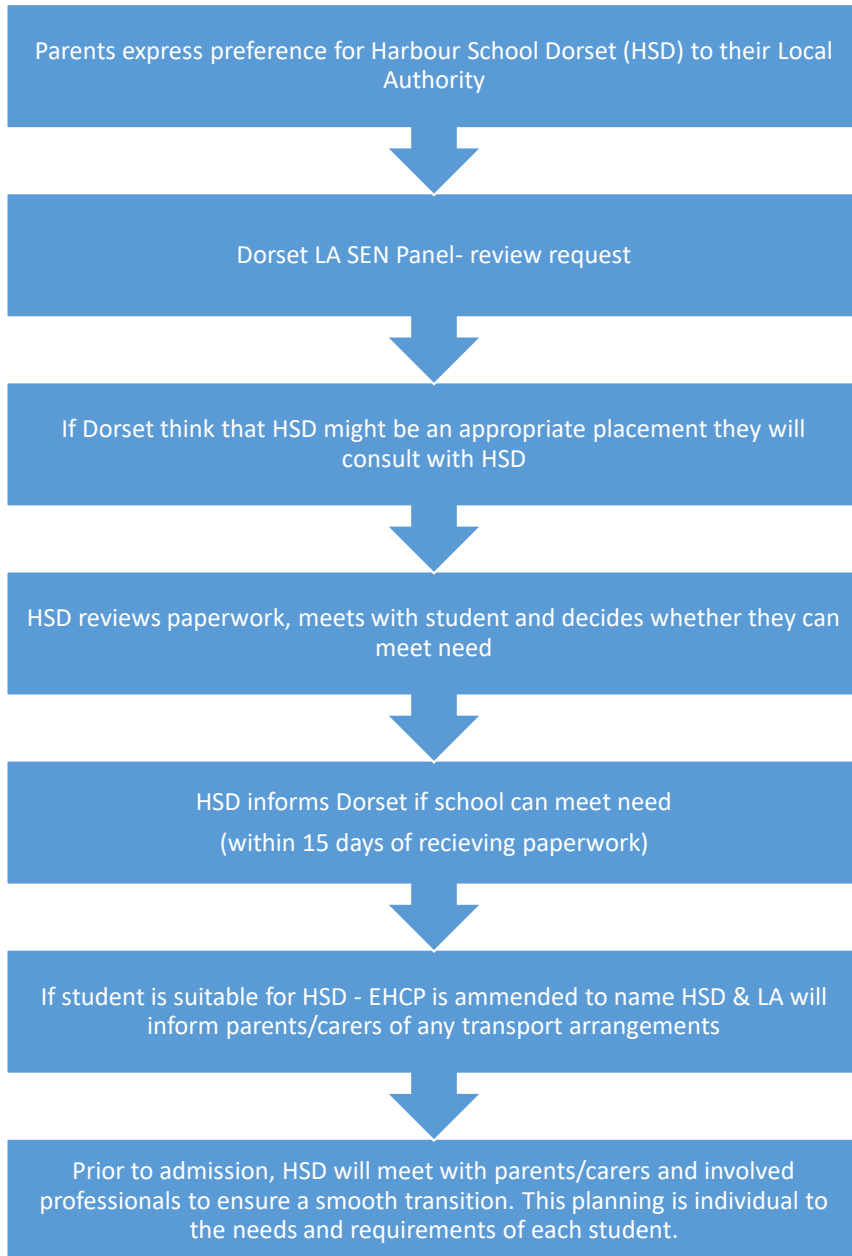 Parents express preference for Harbour School Dorset (HSD) to their Local
Authority
Dorset LA SEN Panel- review request
If Dorset think that HSD might be an appropriate placement they will
consult with HSD
HSD reviews paperwork, meets with student and decides whether they can
meet need
HSD informs Dorset if school can meet need
(within 15 days of recieving paperwork)
If student is suitable for HSD - EHCP is ammended to name HSD & LA will
inform parents/carers of any transport arrangements
Prior to admission, HSD will meet with parents/carers and involved
professionals to ensure a smooth transition. This planning is individual to
the needs and requirements of each student.